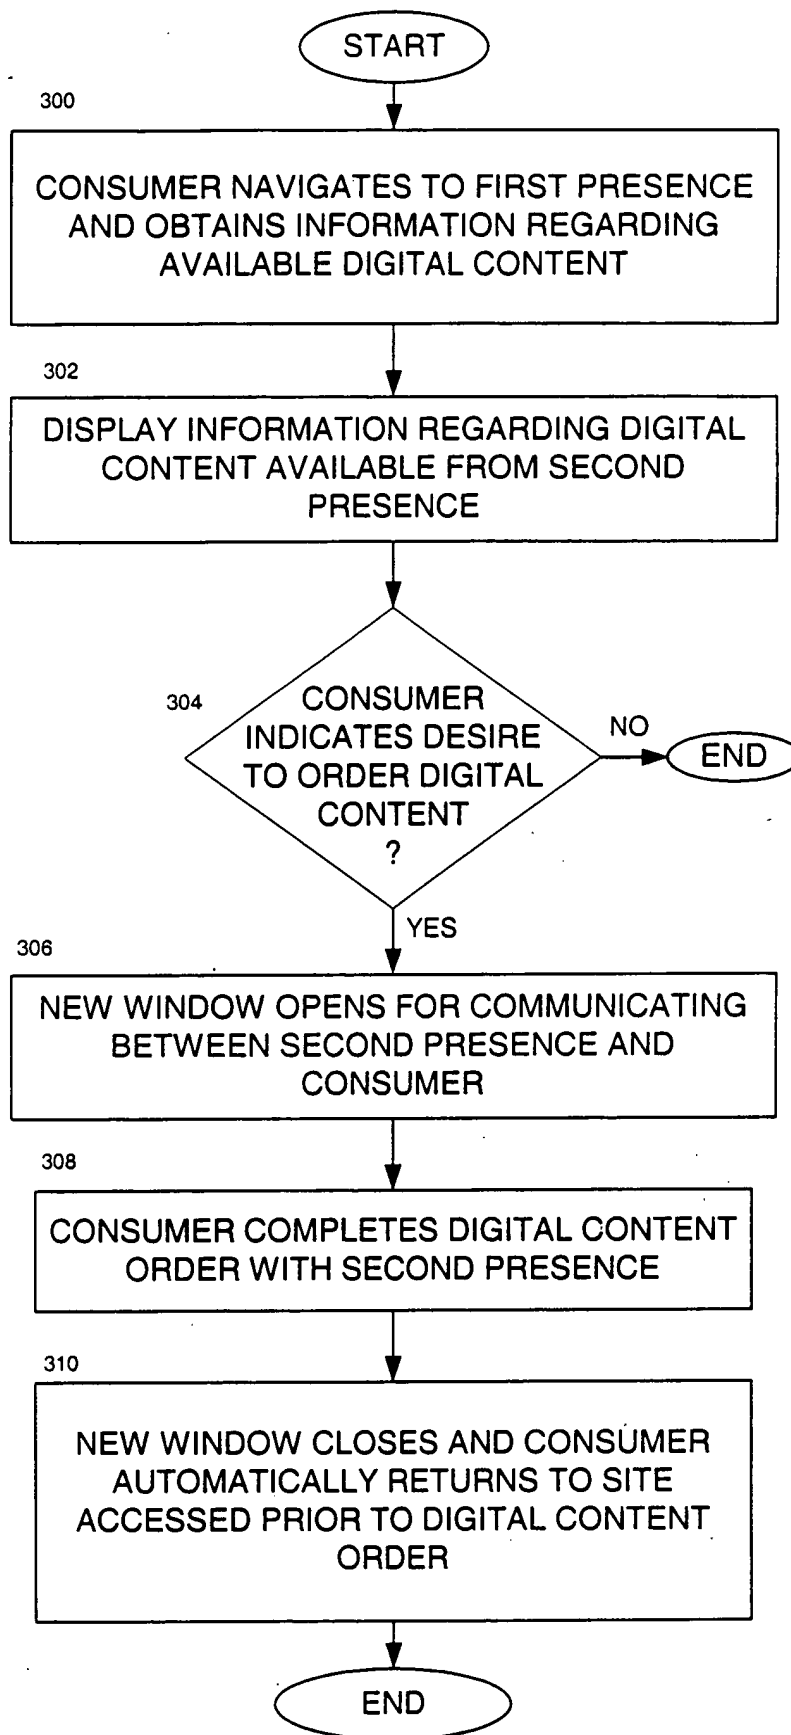 START
300
CONSUMER NAVIGATES TO FIRST PRESENCE
AND OBTAINS INFORMATION REGARDING
AVAILABLE DIGITAL CONTENT
302
DISPLAY INFORMATION REGARDING DIGITAL
CONTENT AVAILABLE FROM SECOND
PRESENCE
304
CONSUMER
INDICATES DESIRE
TO ORDER DIGITAL
CONTENT
?
NO
END
YES
306
NEW WINDOW OPENS FOR COMMUNICATING
BETWEEN SECOND PRESENCE AND
CONSUMER
308
CONSUMER COMPLETES DIGITAL CONTENT
ORDER WITH SECOND PRESENCE
310
NEW WINDOW CLOSES AND CONSUMER
AUTOMATICALLY RETURNS TO SITE
ACCESSED PRIOR TO DIGITAL CONTENT
ORDER
END